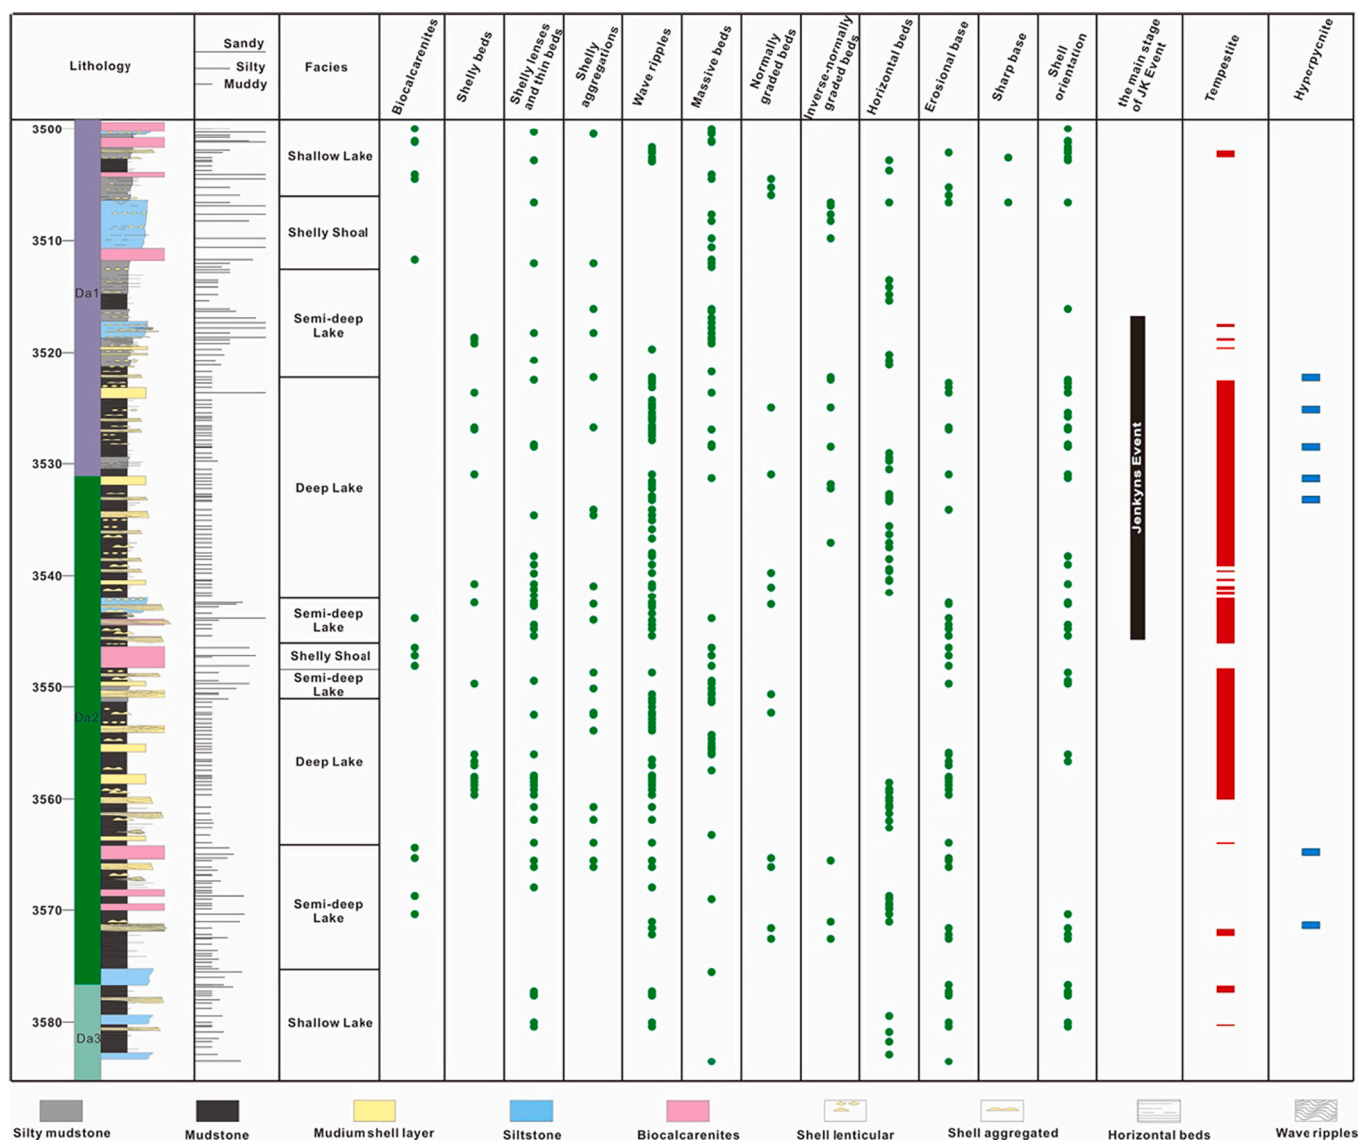 Lithology
Sandy
Silty
Muddy
Facies
Biocalcarenites
Shelly beds
Shelly lenses
and thin beds
Shelly
aggregations
Wave ripples
Massive beds
Normally
graded beds
Inverse-normally
graded beds
Horizontal beds
Erosional base
Sharp base
Shell
orientation
the main stage
of JK Event
Tempestite
Hyperpycnite
3500
3510
3520
3530
3540
3550
3560
3570
3580
Da1
Da2
Da3
Shallow Lake
Shelly Shoal
Semi-deep
Lake
Deep Lake
Semi-deep
Lake
Shelly Shoal
Semi-deep
Lake
Deep Lake
Semi-deep
Lake
Shallow Lake
Jenkyns Event
Silty mudstone
Mudstone
Mudium shell layer
Siltstone
Biocalcarenites
Shell lenticular
Shell aggregated
Horizontal beds
Wave ripples